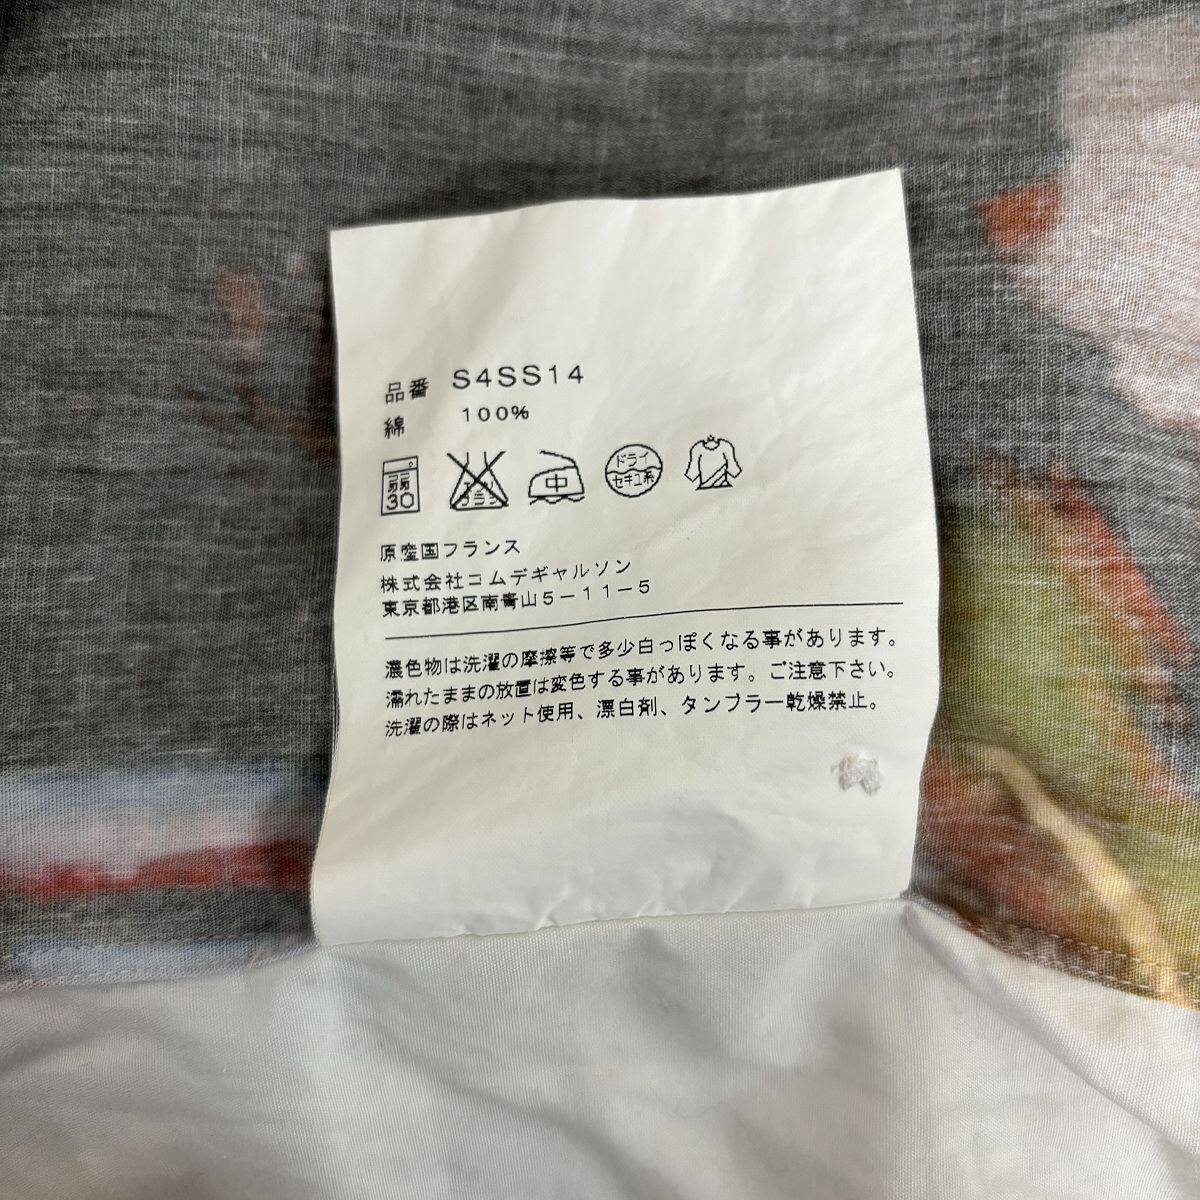 品番 S4SS14
綿 100%
弱 30 エンソ サラシ 中 ドライ セキユ系
原産国フランス
株式会社コムデギャルソン
東京都港区南青山5-11-5
濃色物は洗濯の摩擦等で多少白っぽくなる事があります。
濡れたままの放置は変色する事があります。ご注意下さい。
洗濯の際はネット使用、漂白剤、タンブラー乾燥禁止。